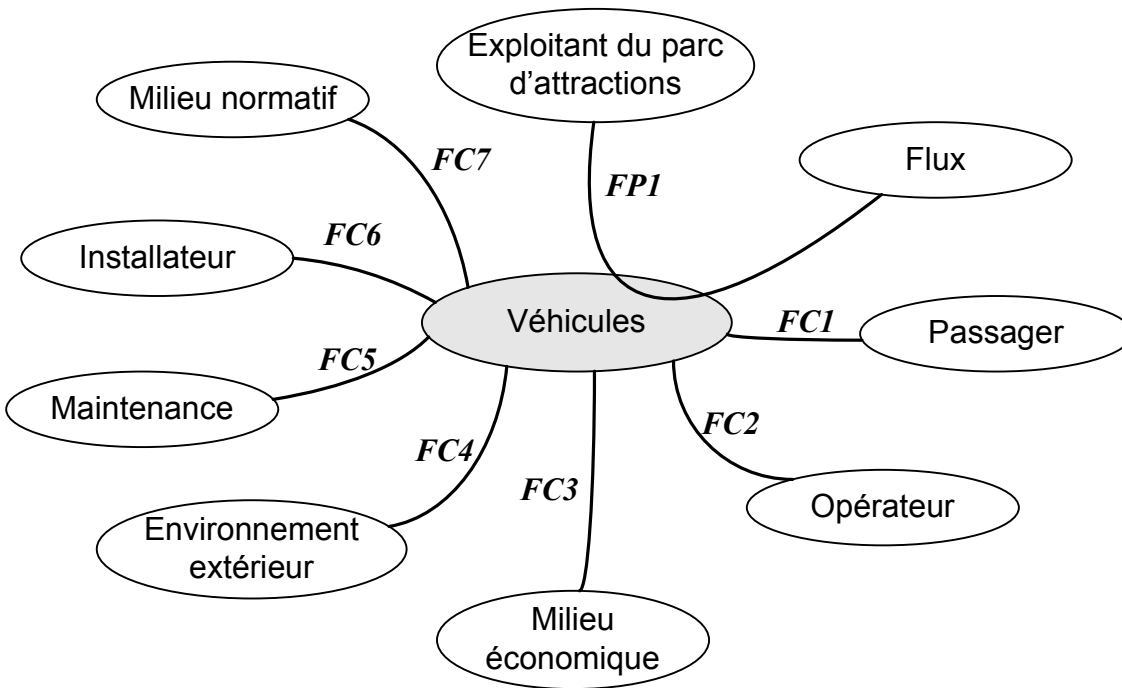 Exploitant du parc
d'attractions
Milieu normatif
Flux
FC7
FP1
FC6
Installateur
Véhicules
FC1
Passager
FC5
Maintenance
FC2
FC4
FC3
Opérateur
Environnement
extérieur
Milieu
économique